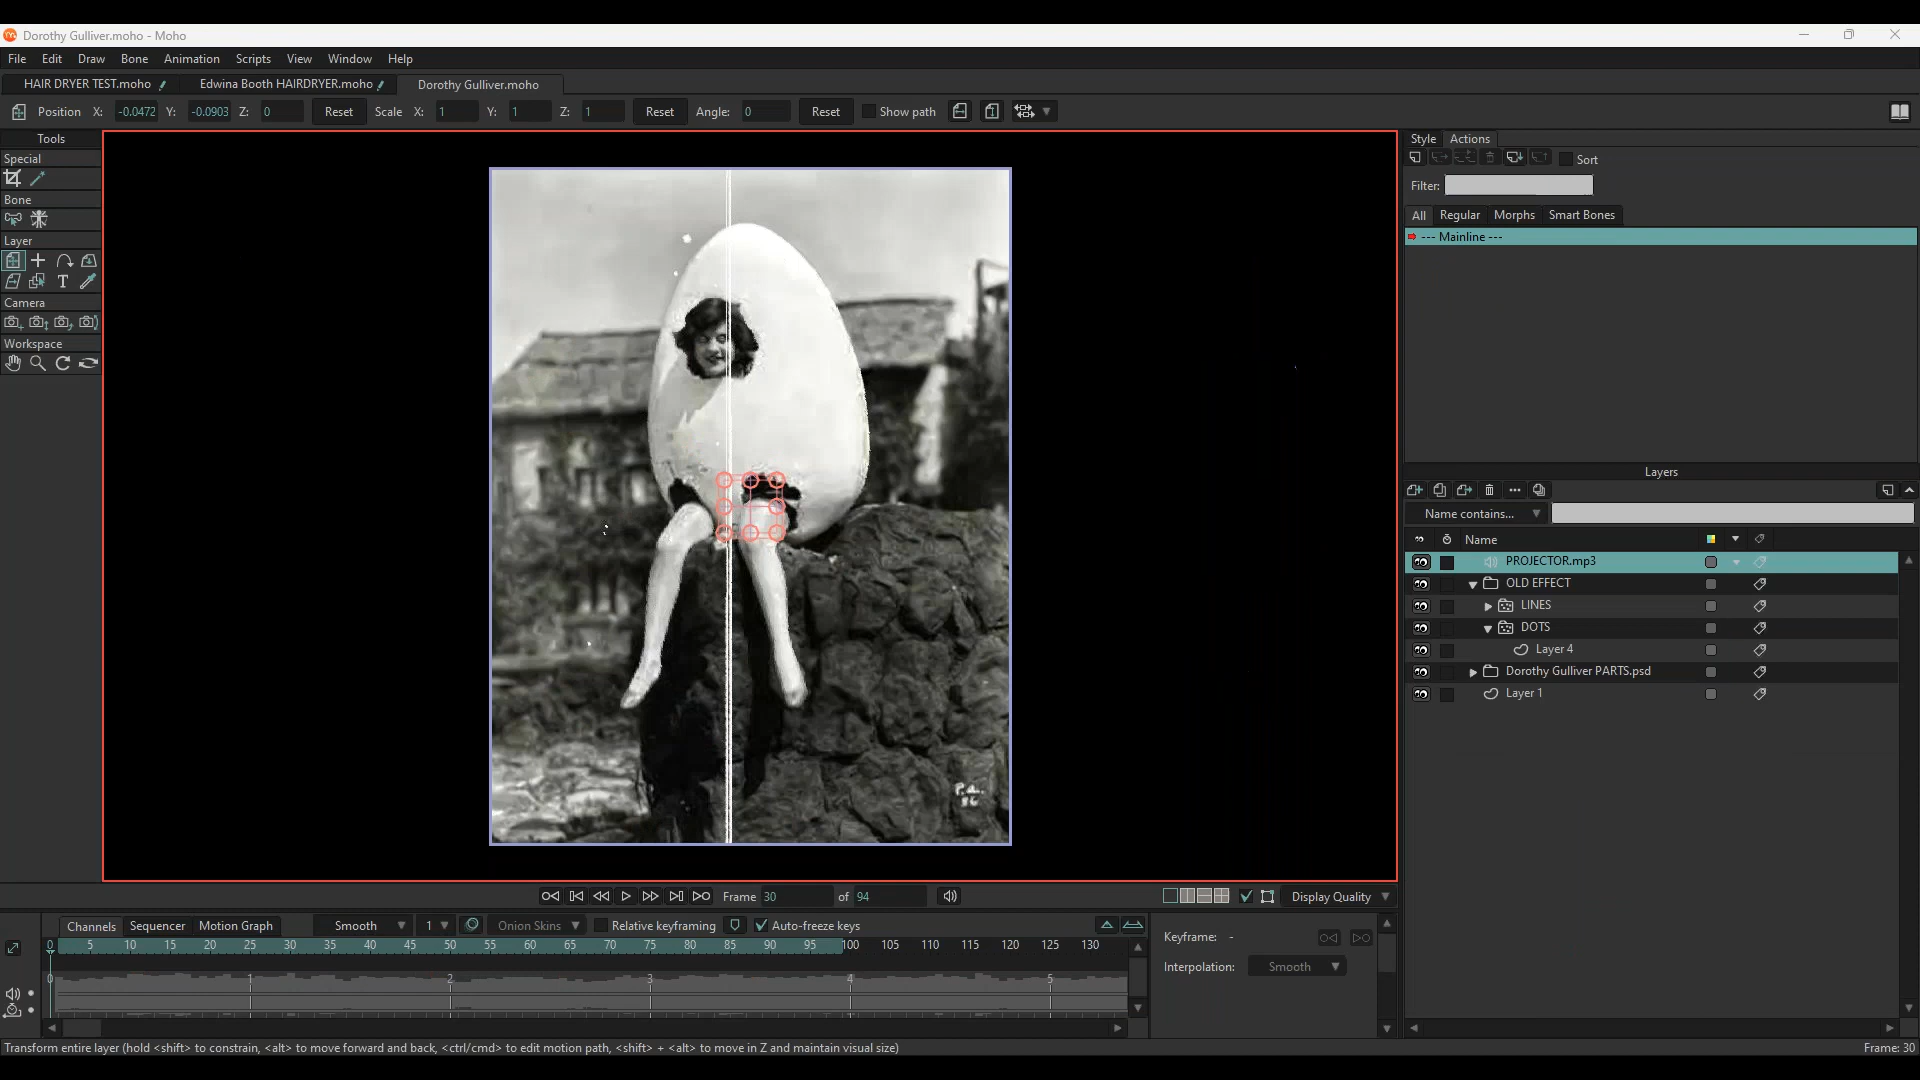 Dorothy Gulliver.moho - Moho
File Edit Draw Bone Animation Scripts View Window Help
HAIR DRYER TEST.moho Edwina Booth HAIRDRYER.moho Dorothy Gulliver.moho
Position X: -0.0472 Y: -0.0903 Z: 0 Reset Scale X: 1 Y: 1 Z: 1 Reset Angle: 0 Reset Show path
Tools
Special
Bone
Layer
T
Camera
Workspace
P.A.
36
Style Actions
Sort
Filter:
All Regular Morphs Smart Bones
--- Mainline ---
Layers
Name contains...
Name
PROJECTOR.mp3
OLD EFFECT
LINES
DOTS
Layer 4
Dorothy Gulliver PARTS.psd
Layer 1
Frame 30 of 94 Display Quality
Channels Sequencer Motion Graph Smooth 1 Onion Skins Relative keyframing Auto-freeze keys
0 5 10 15 20 25 30 35 40 45 50 55 60 65 70 75 80 85 90 95 100 105 110 115 120 125 130
0 1 2 3 4 5
Keyframe: -
Interpolation: Smooth
Transform entire layer (hold <shift> to constrain, <alt> to move forward and back, <ctrl/cmd> to edit motion path, <shift> + <alt> to move in Z and maintain visual size) Frame: 30